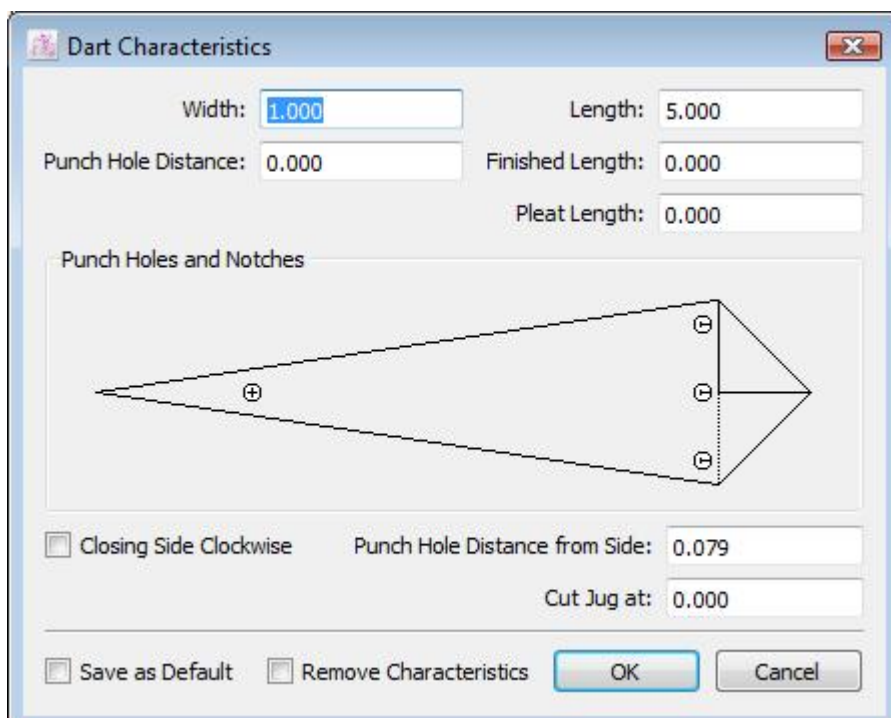 Dart Characteristics
Width: 1.000 Length: 5.000
Punch Hole Distance: 0.000 Finished Length: 0.000
Pleat Length: 0.000
Punch Holes and Notches
Closing Side Clockwise Punch Hole Distance from Side: 0.079
Cut Jug at: 0.000
Save as Default Remove Characteristics OK Cancel